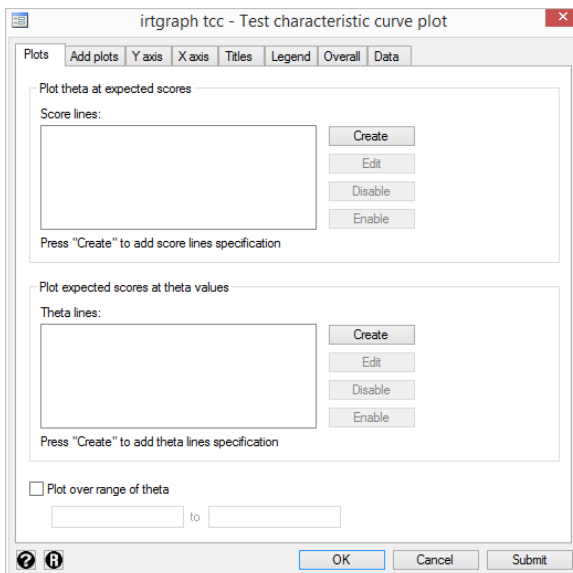 irtgraph tcc - Test characteristic curve plot
Plots Add plots Y axis X axis Titles Legend Overall Data
Plot theta at expected scores
Score lines:
Create
Edit
Disable
Enable
Press "Create" to add score lines specification
Plot expected scores at theta values
Theta lines:
Create
Edit
Disable
Enable
Press "Create" to add theta lines specification
Plot over range of theta
to
? R OK Cancel Submit